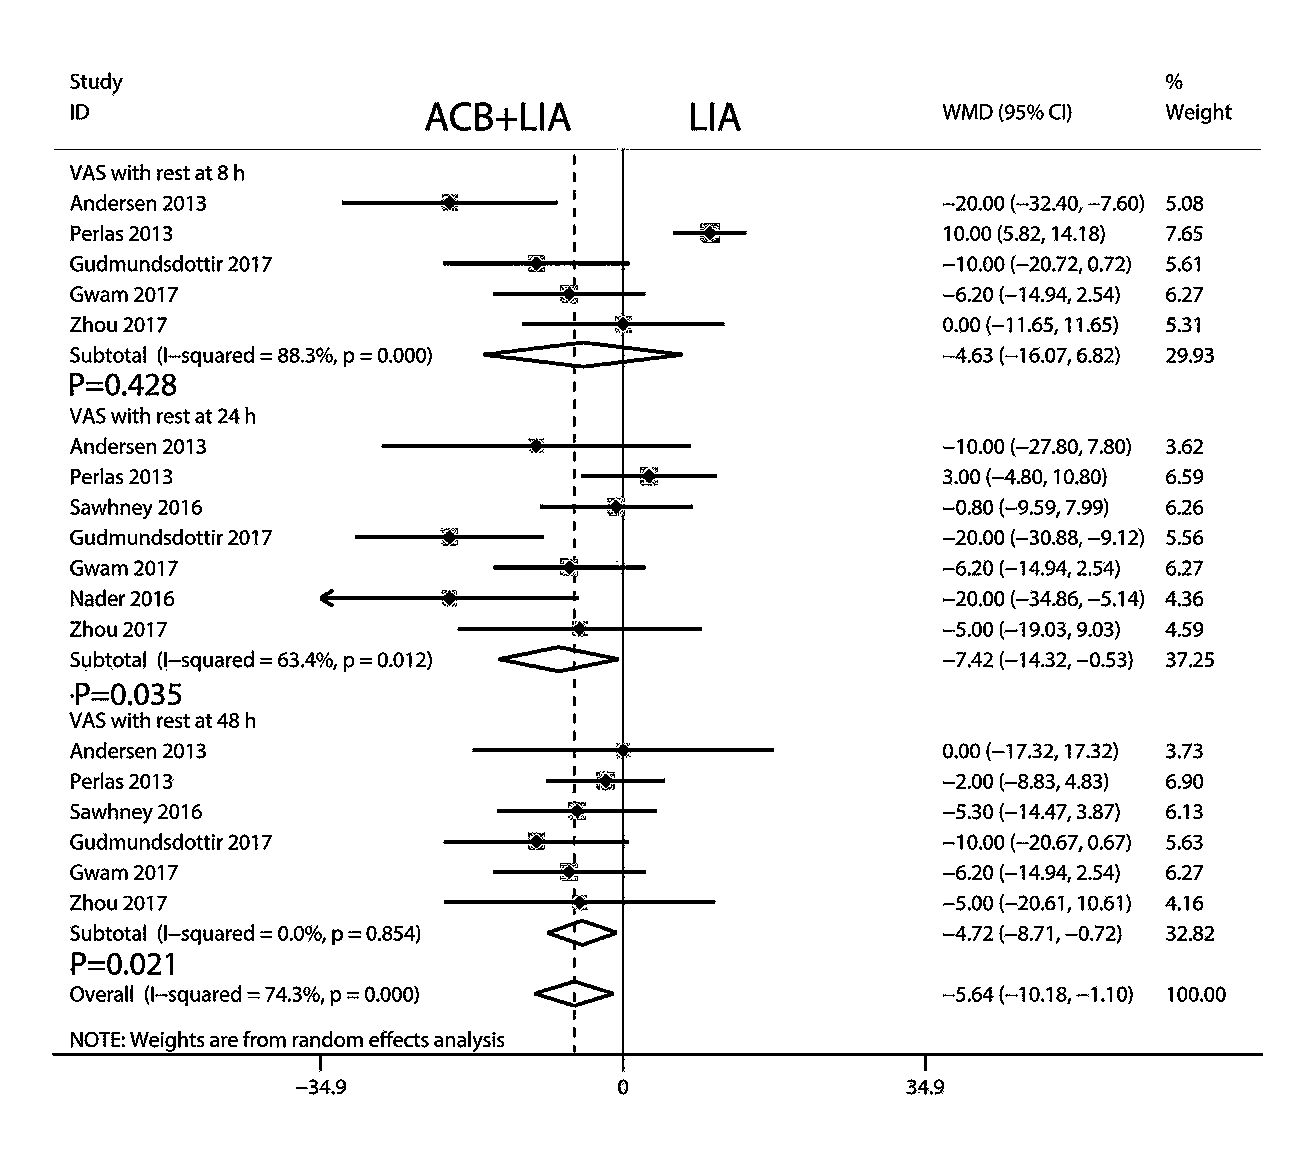 Study %
ID ACB+LIA LIA WMD (95% CI) Weight
VAS with rest at 8 h
Andersen 2013 −20.00 (−32.40, −7.60) 5.08
Perlas 2013 10.00 (5.82, 14.18) 7.65
Gudmundsdottir 2017 −10.00 (−20.72, 0.72) 5.61
Gwam 2017 −6.20 (−14.94, 2.54) 6.27
Zhou 2017 0.00 (−11.65, 11.65) 5.31
Subtotal (I−squared = 88.3%, p = 0.000) −4.63 (−16.07, 6.82) 29.93
P=0.428
VAS with rest at 24 h
Andersen 2013 −10.00 (−27.80, 7.80) 3.62
Perlas 2013 3.00 (−4.80, 10.80) 6.59
Sawhney 2016 −0.80 (−9.59, 7.99) 6.26
Gudmundsdottir 2017 −20.00 (−30.88, −9.12) 5.56
Gwam 2017 −6.20 (−14.94, 2.54) 6.27
Nader 2016 −20.00 (−34.86, −5.14) 4.36
Zhou 2017 −5.00 (−19.03, 9.03) 4.59
Subtotal (I−squared = 63.4%, p = 0.012) −7.42 (−14.32, −0.53) 37.25
P=0.035
VAS with rest at 48 h
Andersen 2013 0.00 (−17.32, 17.32) 3.73
Perlas 2013 −2.00 (−8.83, 4.83) 6.90
Sawhney 2016 −5.30 (−14.47, 3.87) 6.13
Gudmundsdottir 2017 −10.00 (−20.67, 0.67) 5.63
Gwam 2017 −6.20 (−14.94, 2.54) 6.27
Zhou 2017 −5.00 (−20.61, 10.61) 4.16
Subtotal (I−squared = 0.0%, p = 0.854) −4.72 (−8.71, −0.72) 32.82
P=0.021
Overall (I−squared = 74.3%, p = 0.000) −5.64 (−10.18, −1.10) 100.00
NOTE: Weights are from random effects analysis
−34.9 0 34.9